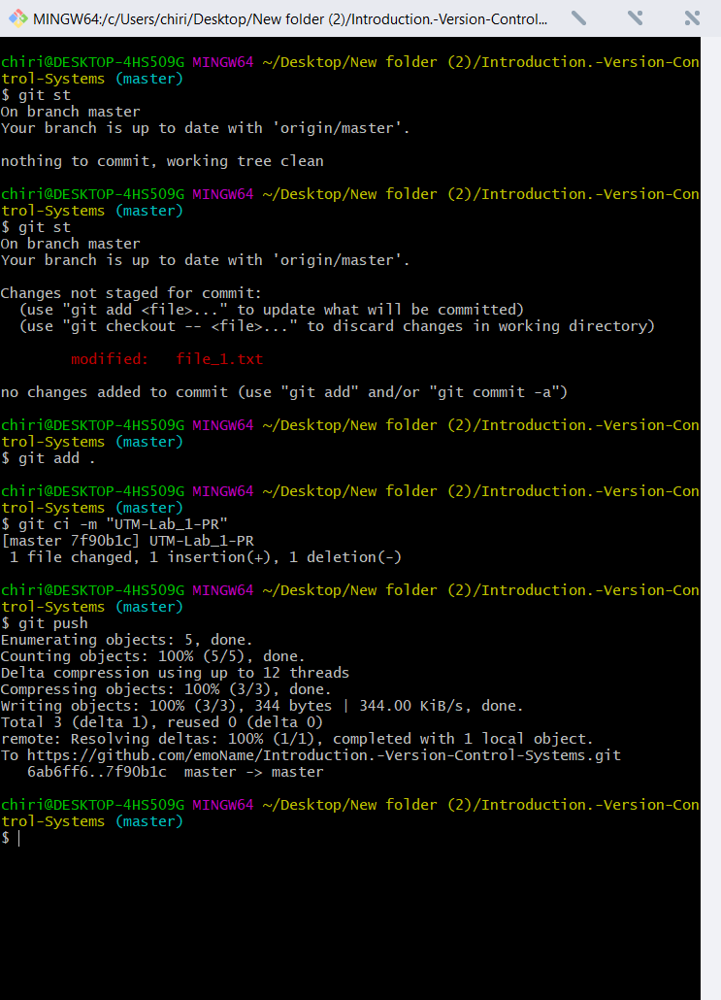 MINGW64:/c/Users/chiri/Desktop/New folder (2)/Introduction.-Version-Control...
chiri@DESKTOP-4HS509G MINGW64 ~/Desktop/New folder (2)/Introduction.-Version-Con
trol-Systems (master)
$ git st
On branch master
Your branch is up to date with 'origin/master'.
nothing to commit, working tree clean
chiri@DESKTOP-4HS509G MINGW64 ~/Desktop/New folder (2)/Introduction.-Version-Con
trol-Systems (master)
$ git st
On branch master
Your branch is up to date with 'origin/master'.
Changes not staged for commit:
  (use "git add <file>..." to update what will be committed)
  (use "git checkout -- <file>..." to discard changes in working directory)
        modified:   file_1.txt
no changes added to commit (use "git add" and/or "git commit -a")
chiri@DESKTOP-4HS509G MINGW64 ~/Desktop/New folder (2)/Introduction.-Version-Con
trol-Systems (master)
$ git add .
chiri@DESKTOP-4HS509G MINGW64 ~/Desktop/New folder (2)/Introduction.-Version-Con
trol-Systems (master)
$ git ci -m "UTM-Lab_1-PR"
[master 7f90b1c] UTM-Lab_1-PR
 1 file changed, 1 insertion(+), 1 deletion(-)
chiri@DESKTOP-4HS509G MINGW64 ~/Desktop/New folder (2)/Introduction.-Version-Con
trol-Systems (master)
$ git push
Enumerating objects: 5, done.
Counting objects: 100% (5/5), done.
Delta compression using up to 12 threads
Compressing objects: 100% (3/3), done.
Writing objects: 100% (3/3), 344 bytes | 344.00 KiB/s, done.
Total 3 (delta 1), reused 0 (delta 0)
remote: Resolving deltas: 100% (1/1), completed with 1 local object.
To https://github.com/emoName/Introduction.-Version-Control-Systems.git
   6ab6ff6..7f90b1c  master -> master
chiri@DESKTOP-4HS509G MINGW64 ~/Desktop/New folder (2)/Introduction.-Version-Con
trol-Systems (master)
$